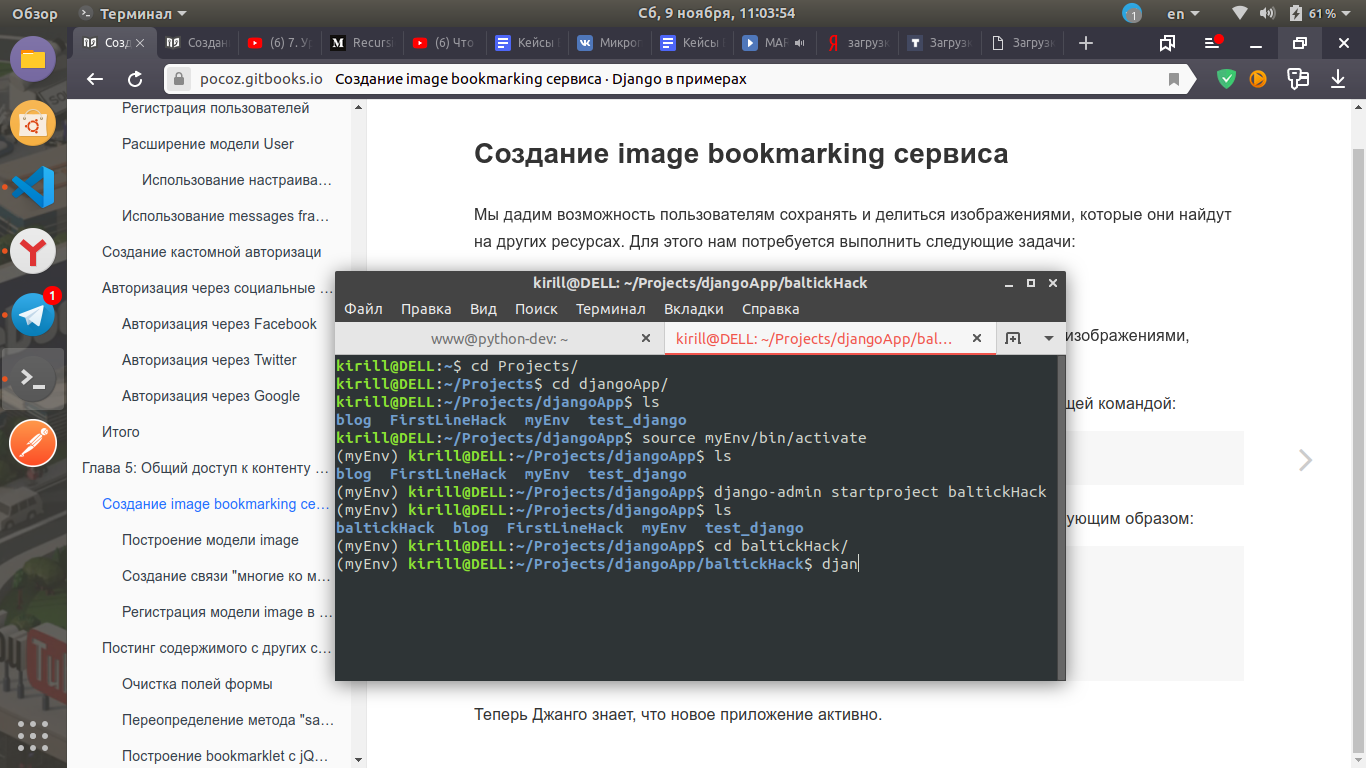 Обзор Терминал Сб, 9 ноября, 11:03:54 1 en 61%
Созд Создан (6) 7. Ур Recursi (6) Что Кейсы Микрог Кейсы MAF загрузк Загрузк Загрузк
pocoz.gitbooks.io Создание image bookmarking сервиса · Django в примерах
Регистрация пользователей
Расширение модели User
Использование настраива…
Использование messages fra…
Создание кастомной авторизаци
Авторизация через социальные …
Авторизация через Facebook
Авторизация через Twitter
Авторизация через Google
Итого
Глава 5: Общий доступ к контенту …
Создание image bookmarking се…
Построение модели image
Создание связи "многие ко м…
Регистрация модели image в …
Постинг содержимого с других с…
Очистка полей формы
Переопределение метода "sa…
Построение bookmarklet с jQ…
1
Создание image bookmarking сервиса
Мы дадим возможность пользователям сохранять и делиться изображениями, которые они найдут
на других ресурсах. Для этого нам потребуется выполнить следующие задачи:
изображениями,
щей командой:
ующим образом:
Теперь Джанго знает, что новое приложение активно.
kirill@DELL: ~/Projects/djangoApp/baltickHack
Файл Правка Вид Поиск Терминал Вкладки Справка
www@python-dev: ~ kirill@DELL: ~/Projects/djangoApp/bal…
kirill@DELL:~$ cd Projects/
kirill@DELL:~/Projects$ cd djangoApp/
kirill@DELL:~/Projects/djangoApp$ ls
blog FirstLineHack myEnv test_django
kirill@DELL:~/Projects/djangoApp$ source myEnv/bin/activate
(myEnv) kirill@DELL:~/Projects/djangoApp$ ls
blog FirstLineHack myEnv test_django
(myEnv) kirill@DELL:~/Projects/djangoApp$ django-admin startproject baltickHack
(myEnv) kirill@DELL:~/Projects/djangoApp$ ls
baltickHack blog FirstLineHack myEnv test_django
(myEnv) kirill@DELL:~/Projects/djangoApp$ cd baltickHack/
(myEnv) kirill@DELL:~/Projects/djangoApp/baltickHack$ djan